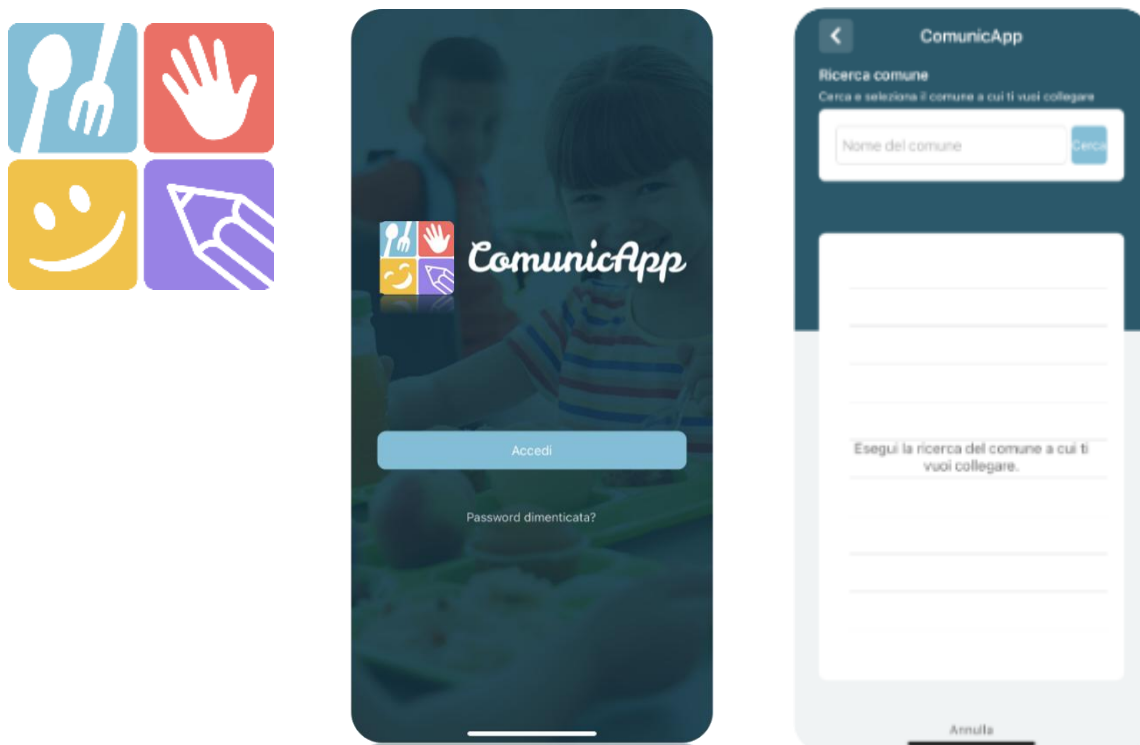 ComunicApp
Accedi
Password dimenticata?
ComunicApp
Ricerca comune
Cerca e seleziona il comune a cui ti vuoi collegare
Nome del comune
Cerca
Esegui la ricerca del comune a cui ti
vuoi collegare.
Annulla